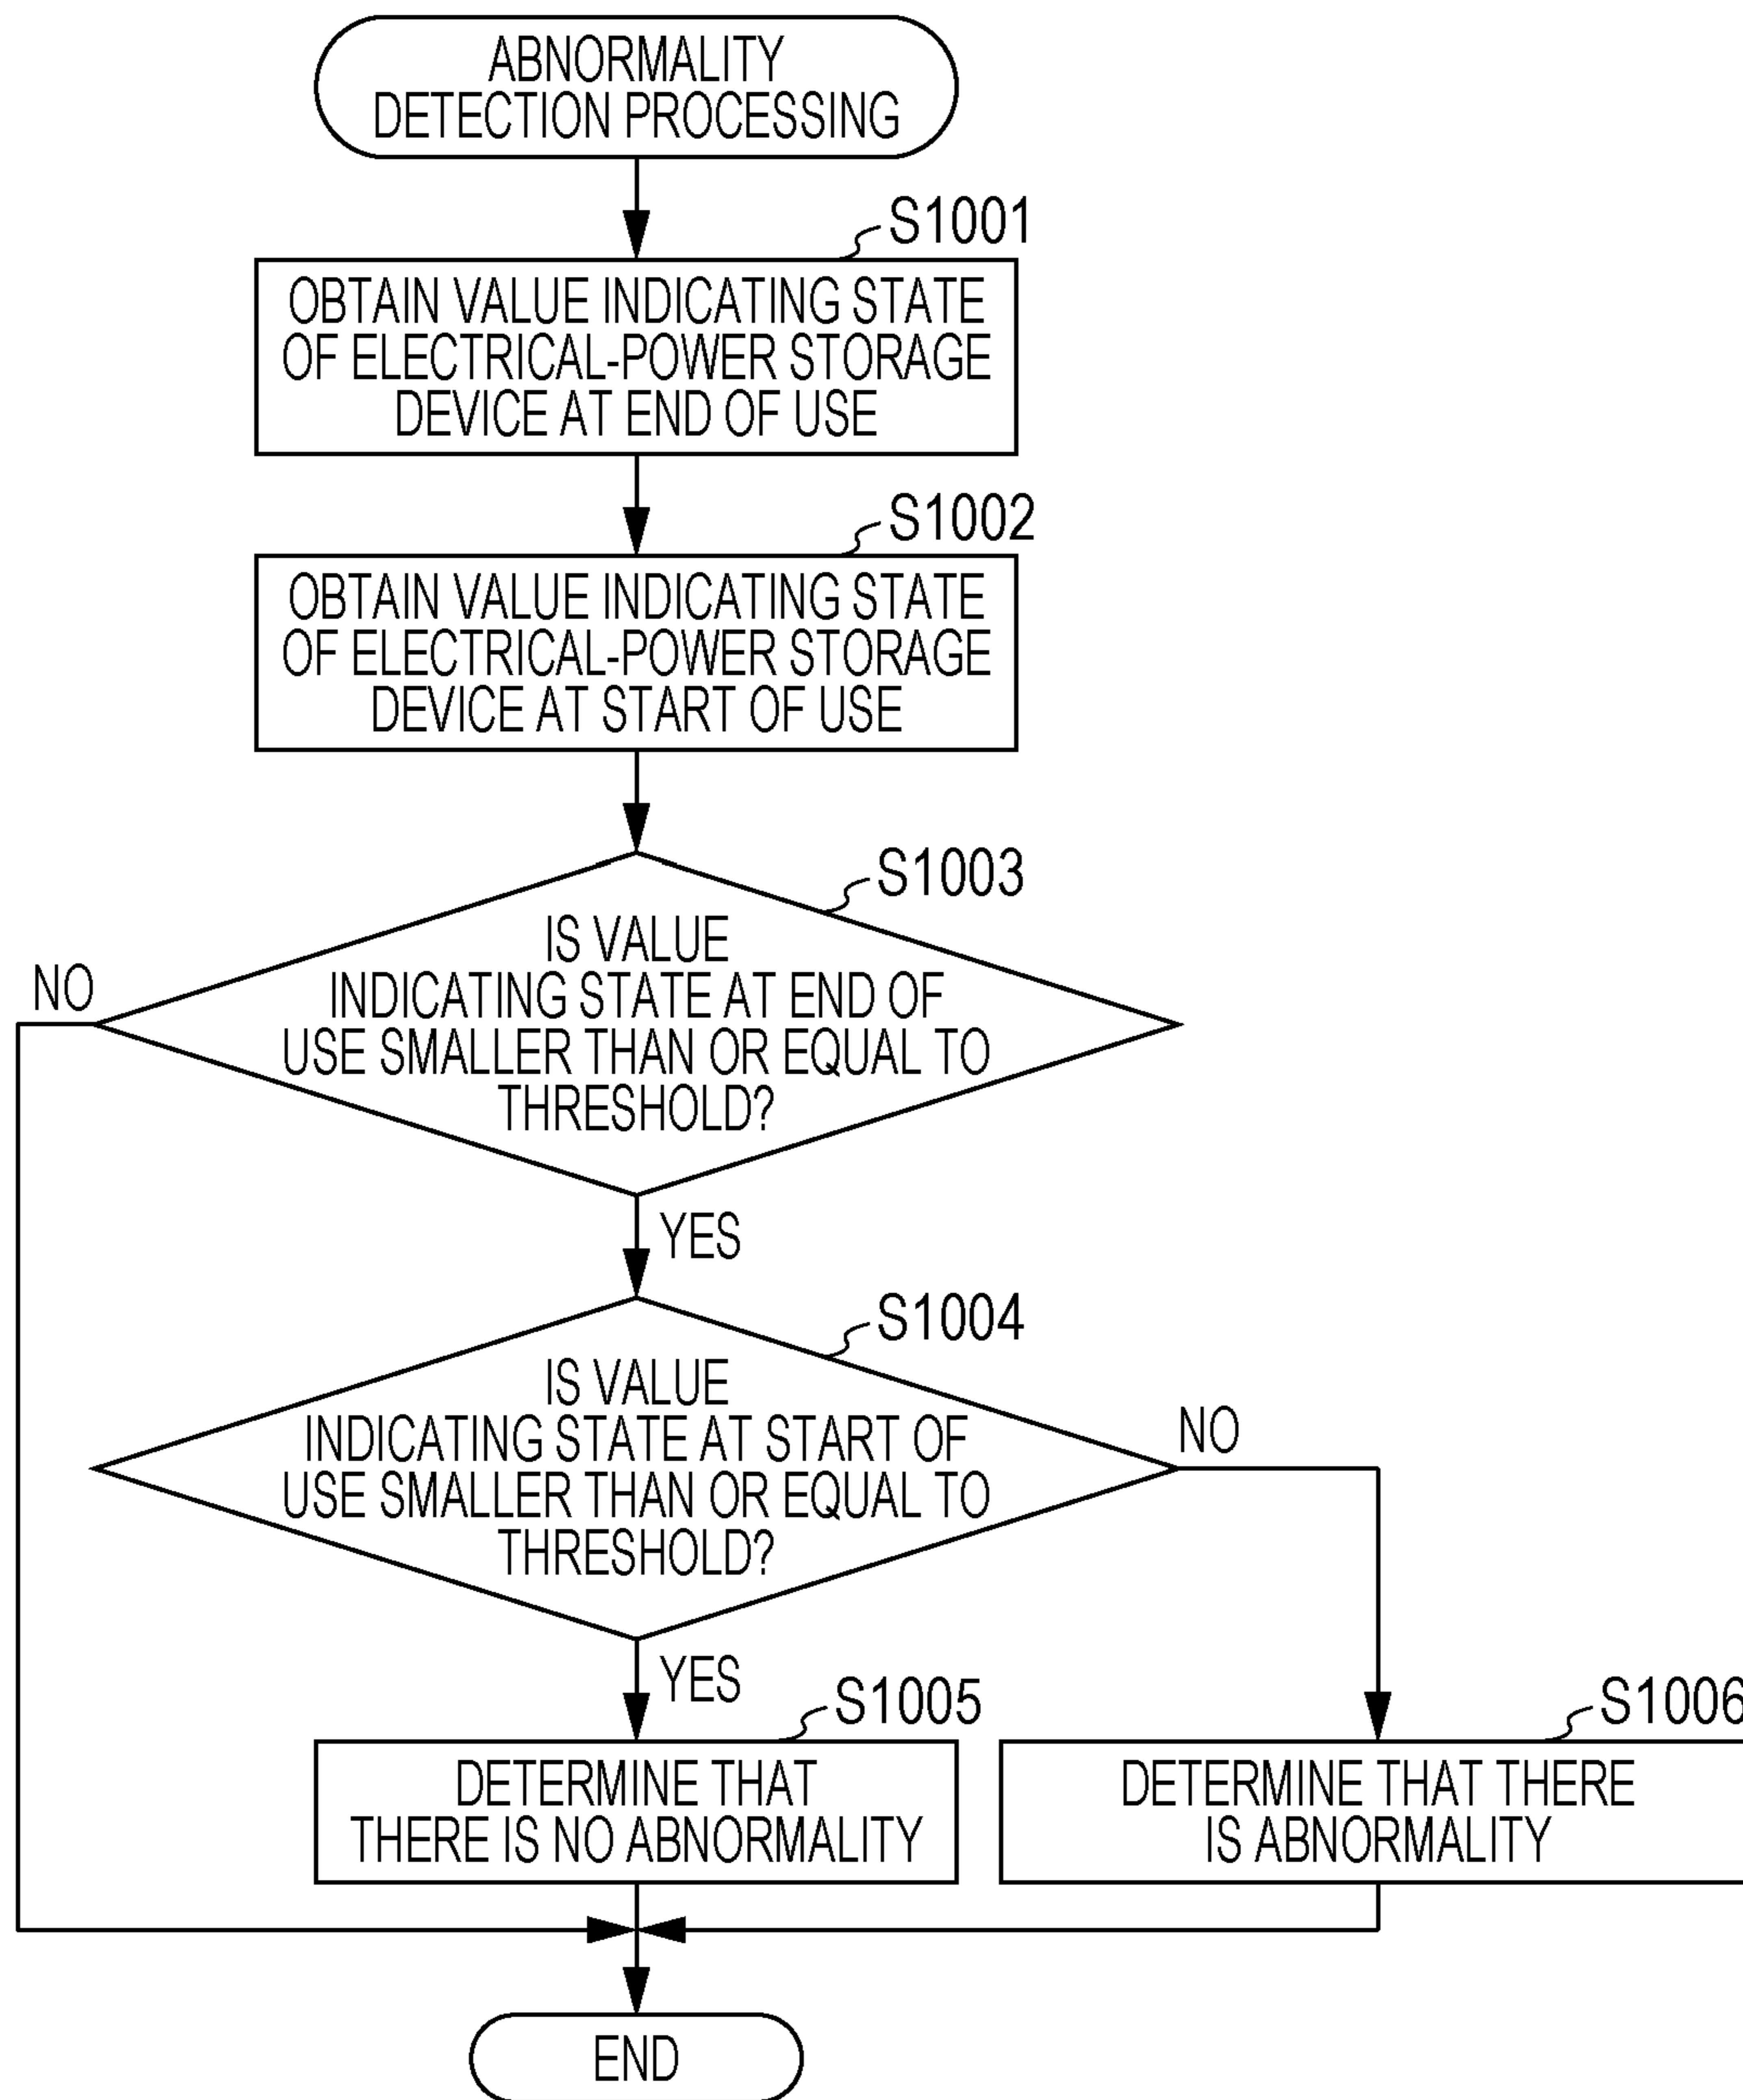 ABNORMALITY
DETECTION PROCESSING
S1001
OBTAIN VALUE INDICATING STATE
OF ELECTRICAL-POWER STORAGE
DEVICE AT END OF USE
S1002
OBTAIN VALUE INDICATING STATE
OF ELECTRICAL-POWER STORAGE
DEVICE AT START OF USE
S1003
IS VALUE
INDICATING STATE AT END OF
USE SMALLER THAN OR EQUAL TO
THRESHOLD?
NO
YES
S1004
IS VALUE
INDICATING STATE AT START OF
USE SMALLER THAN OR EQUAL TO
THRESHOLD?
NO
YES
S1005
DETERMINE THAT
THERE IS NO ABNORMALITY
S1006
DETERMINE THAT THERE
IS ABNORMALITY
END